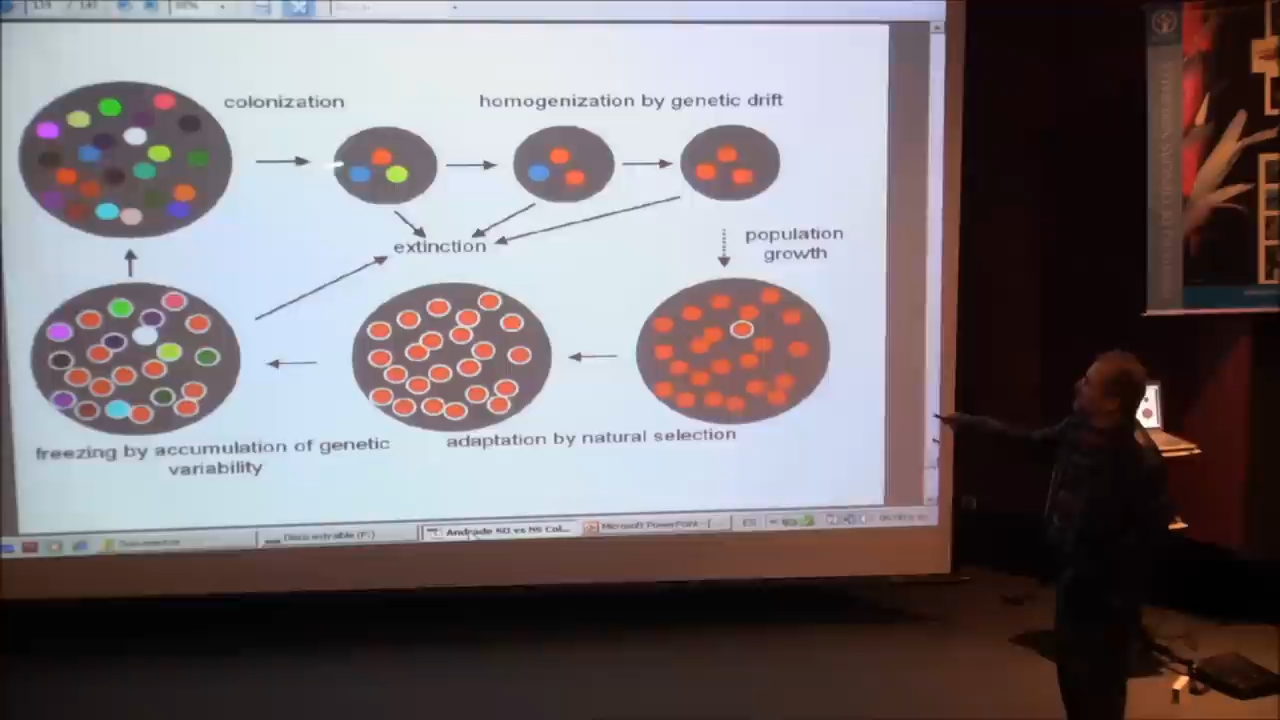 colonization
homogenization by genetic drift
extinction
population
growth
freezing by accumulation of genetic
variability
adaptation by natural selection
Microsoft PowerPoint - [
ES